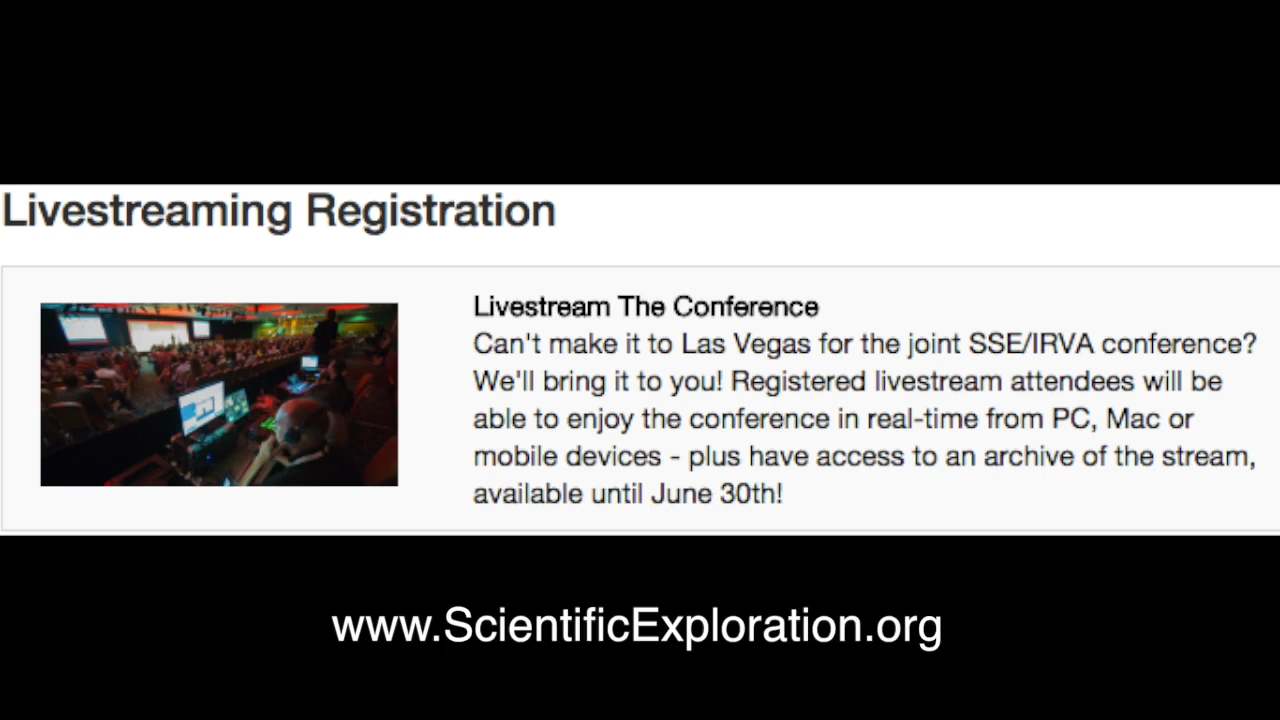 Livestreaming Registration
Livestream The Conference
Can't make it to Las Vegas for the joint SSE/IRVA conference?
We'll bring it to you! Registered livestream attendees will be
able to enjoy the conference in real-time from PC, Mac or
mobile devices - plus have access to an archive of the stream,
available until June 30th!
www.ScientificExploration.org